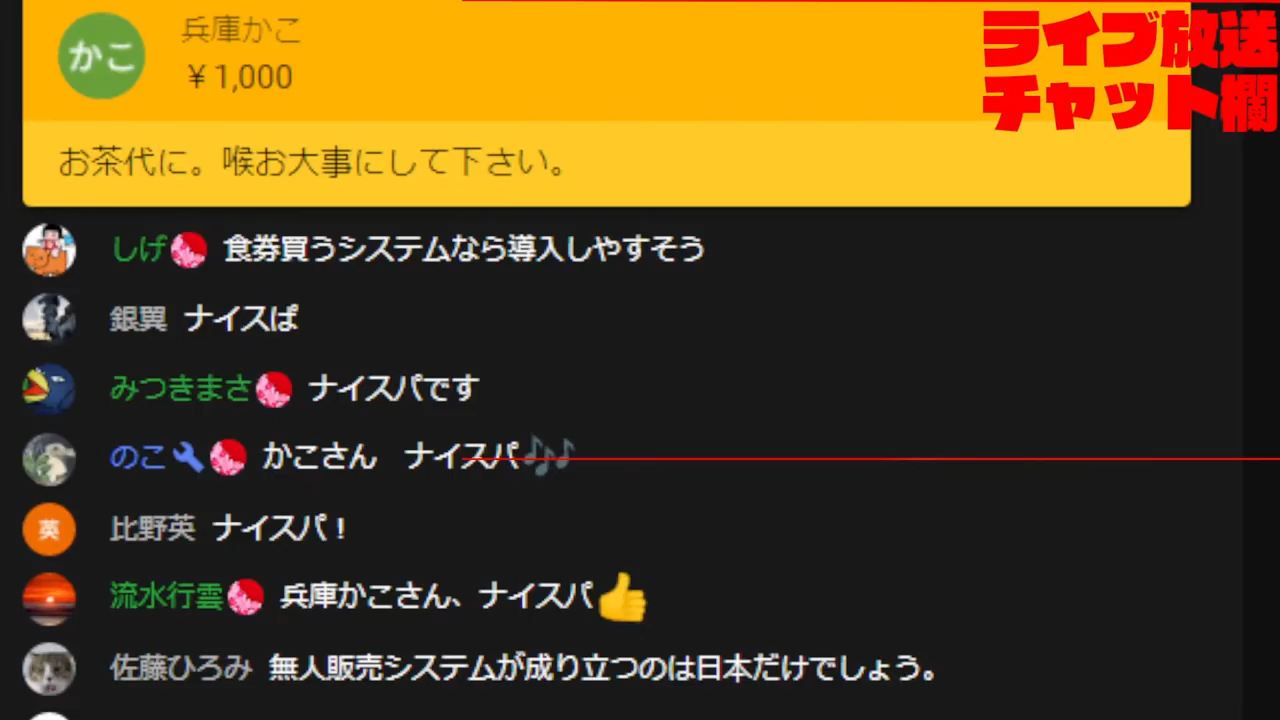 ライブ放送
チャット欄
かこ
兵庫かこ
￥1,000
お茶代に。喉お大事にして下さい。
しげ 食券買うシステムなら導入しやすそう
銀翼 ナイスぱ
みつきまさ ナイスパです
のこ かこさん ナイスパ🎶
英 比野英 ナイスパ！
流水行雲 兵庫かこさん、ナイスパ👍
佐藤ひろみ 無人販売システムが成り立つのは日本だけでしょう。